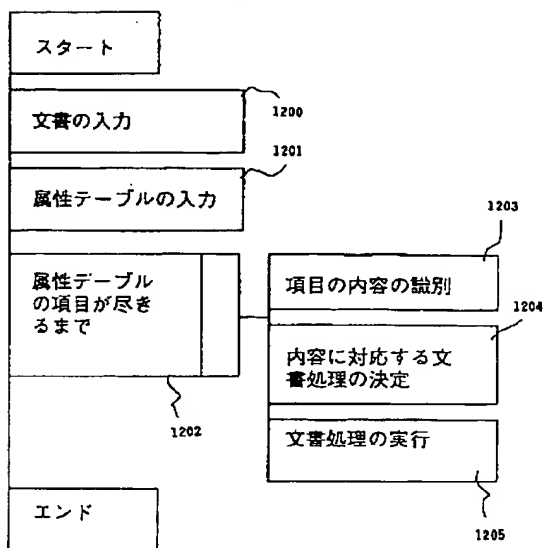 スタート
文書の入力
1200
属性テーブルの入力
1201
属性テーブル
の項目が尽き
るまで
1202
項目の内容の識別
1203
内容に対応する文
書処理の決定
1204
文書処理の実行
1205
エンド